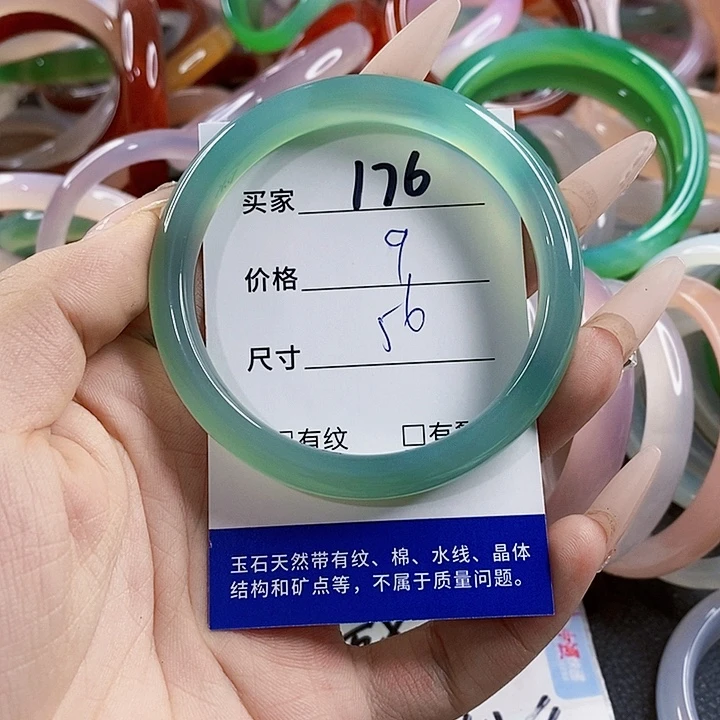 买家 176
价格 9
尺寸 56
有纹 □有
玉石天然带有纹、棉、水线、晶体
结构和矿点等，不属于质量问题。